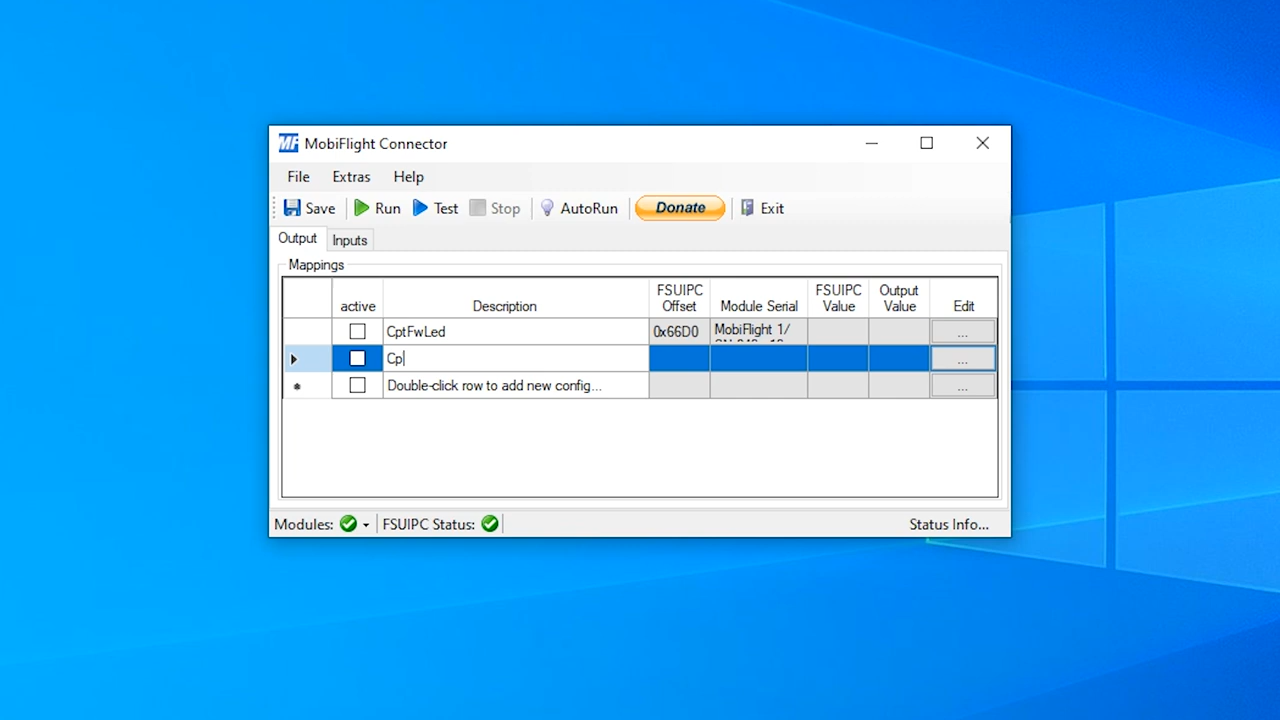 MF MobiFlight Connector
File Extras Help
Save Run Test Stop AutoRun Donate Exit
Output Inputs
Mappings
active Description FSUIPC Offset Module Serial FSUIPC Value Output Value Edit
CptFwLed 0x66D0 MobiFlight 1/ ...
Cp ...
Double-click row to add new config... ...
Modules: FSUIPC Status: Status Info...